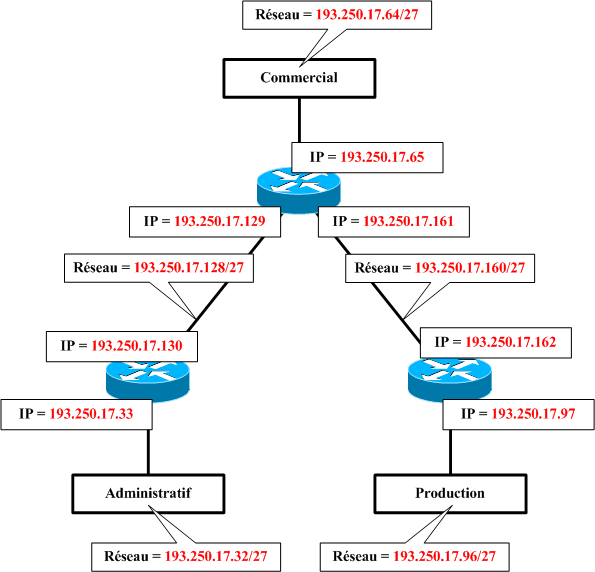 Réseau = 193.250.17.64/27
Commercial
IP = 193.250.17.65
IP = 193.250.17.129
IP = 193.250.17.161
Réseau = 193.250.17.128/27
Réseau = 193.250.17.160/27
IP = 193.250.17.130
IP = 193.250.17.162
IP = 193.250.17.33
IP = 193.250.17.97
Administratif
Production
Réseau = 193.250.17.32/27
Réseau = 193.250.17.96/27